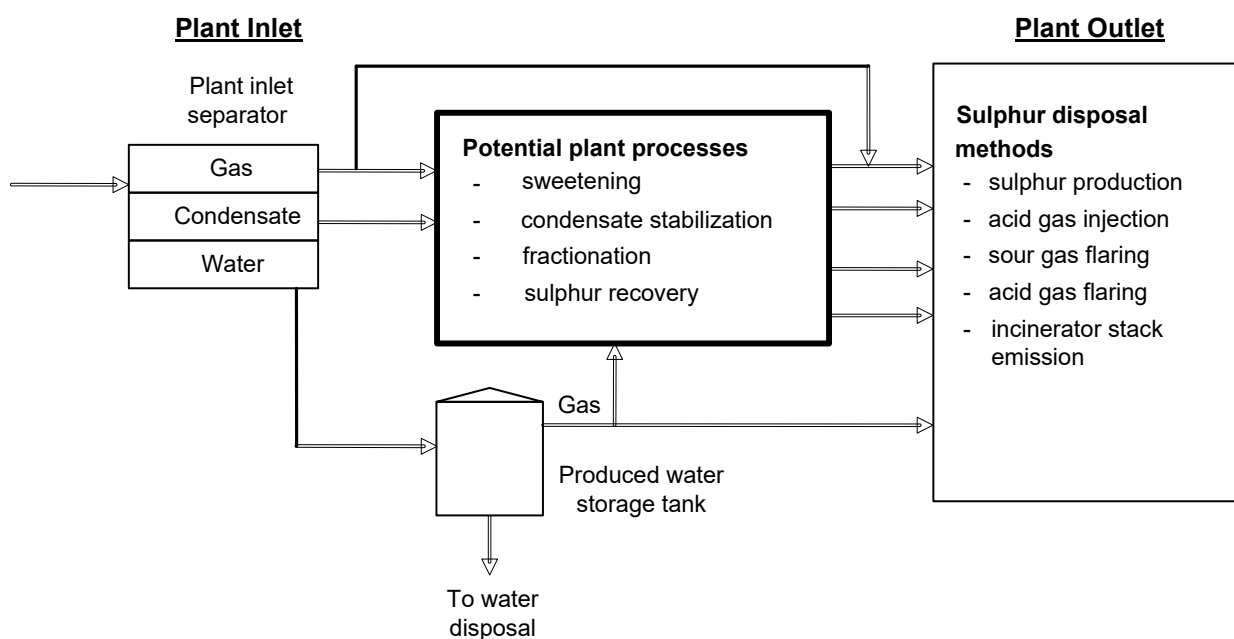 Plant Inlet
Plant Outlet
Plant inlet
separator
Gas
Condensate
Water
Potential plant processes
- sweetening
- condensate stabilization
- fractionation
- sulphur recovery
Sulphur disposal
methods
- sulphur production
- acid gas injection
- sour gas flaring
- acid gas flaring
- incinerator stack
emission
Gas
Produced water
storage tank
To water
disposal